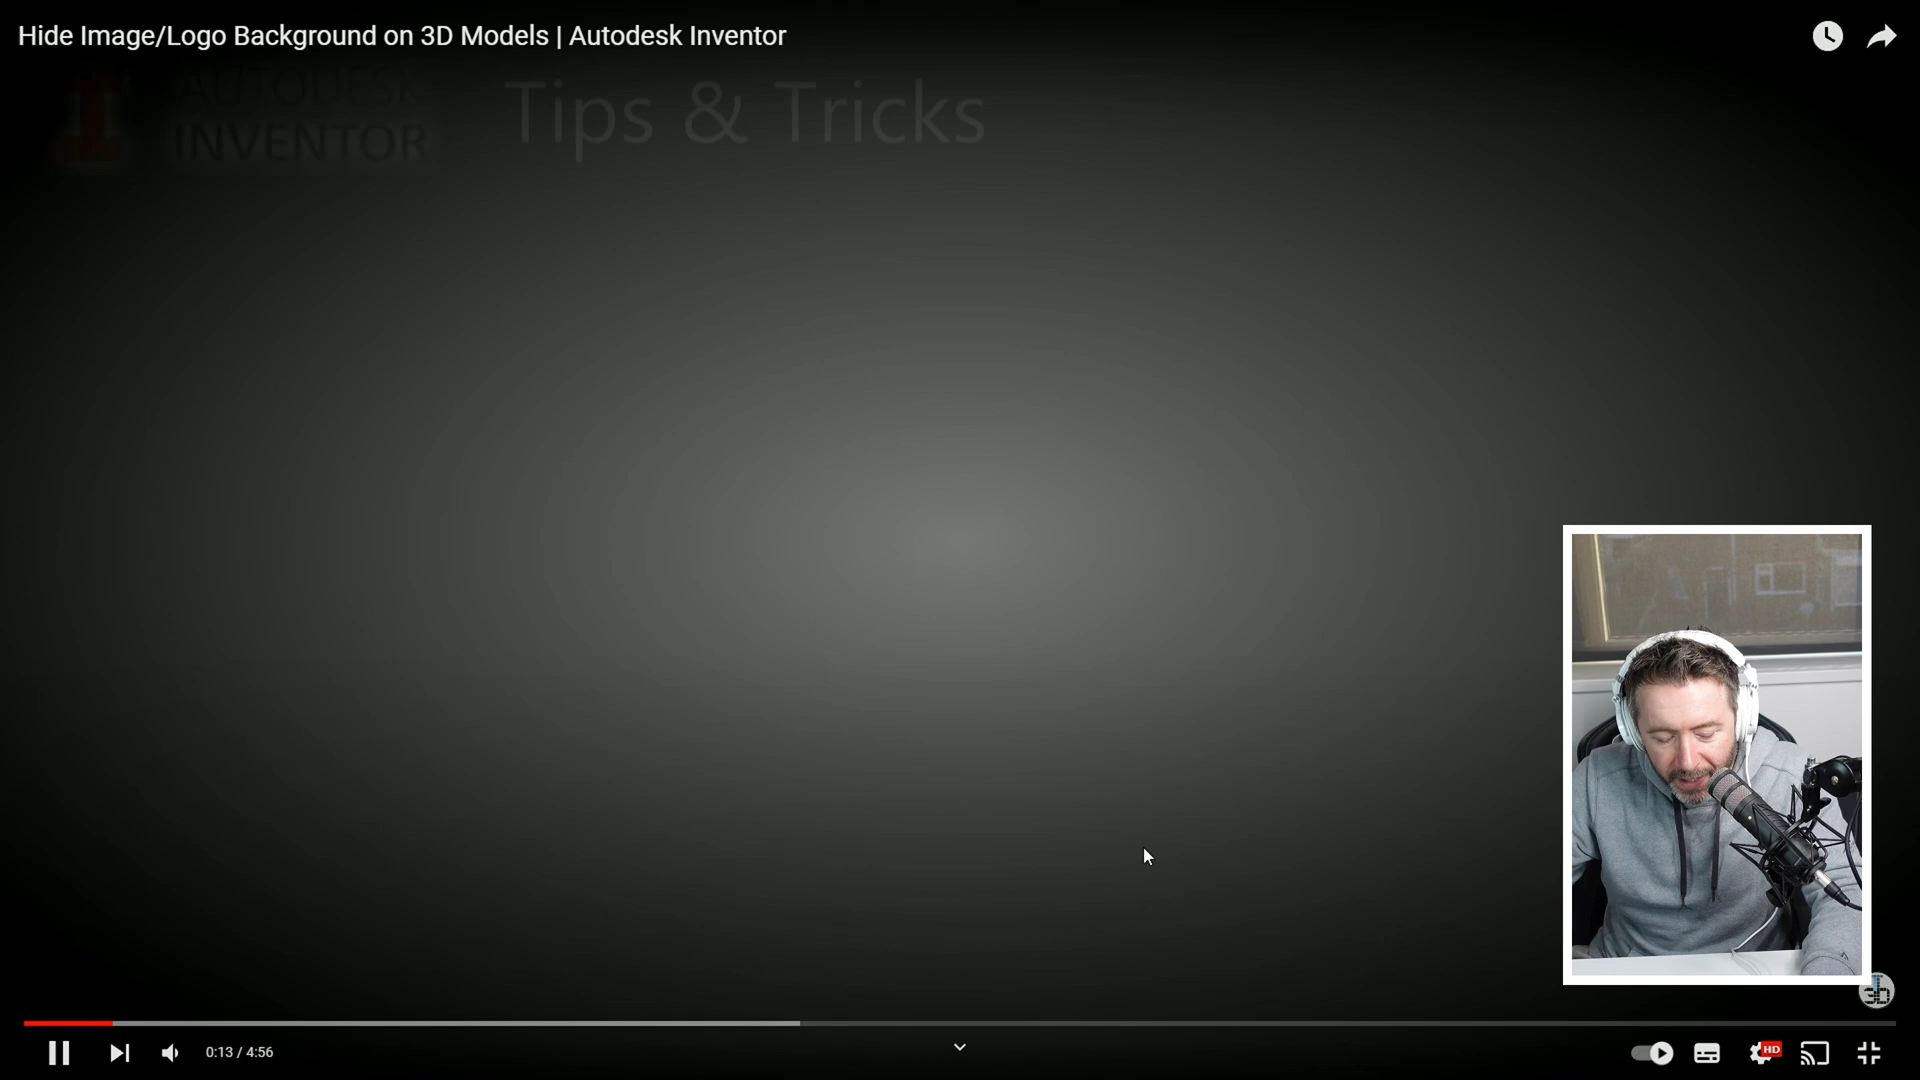 Hide Image/Logo Background on 3D Models | Autodesk Inventor
AUTODESK
INVENTOR
Tips & Tricks
0:13 / 4:56
HD